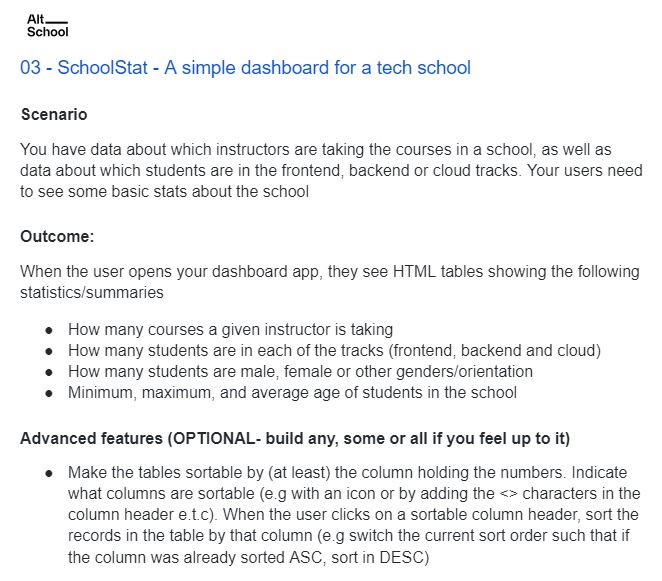 Alt
School
03 - SchoolStat - A simple dashboard for a tech school
Scenario
You have data about which instructors are taking the courses in a school, as well as
data about which students are in the frontend, backend or cloud tracks. Your users need
to see some basic stats about the school
Outcome:
When the user opens your dashboard app, they see HTML tables showing the following
statistics/summaries
● How many courses a given instructor is taking
● How many students are in each of the tracks (frontend, backend and cloud)
● How many students are male, female or other genders/orientation
● Minimum, maximum, and average age of students in the school
Advanced features (OPTIONAL- build any, some or all if you feel up to it)
● Make the tables sortable by (at least) the column holding the numbers. Indicate
what columns are sortable (e.g with an icon or by adding the <> characters in the
column header e.t.c). When the user clicks on a sortable column header, sort the
records in the table by that column (e.g switch the current sort order such that if
the column was already sorted ASC, sort in DESC)